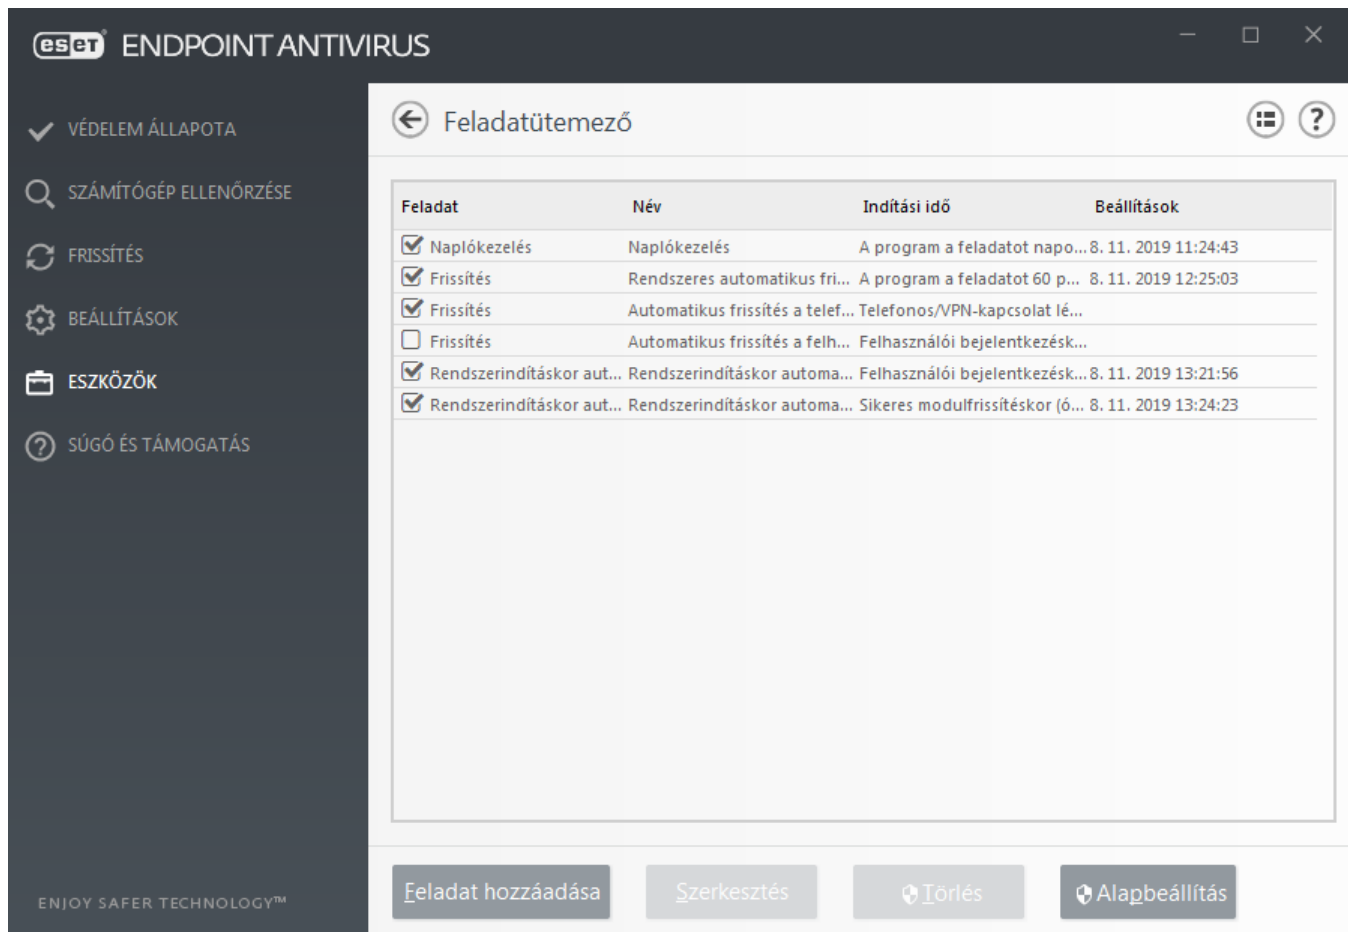 eset ENDPOINT ANTIVIRUS
VÉDELEM ÁLLAPOTA
SZÁMÍTÓGÉP ELLENŐRZÉSE
FRISSÍTÉS
BEÁLLÍTÁSOK
ESZKÖZÖK
SÚGÓ ÉS TÁMOGATÁS
ENJOY SAFER TECHNOLOGY™
Feladatütemező
?
Feladat Név Indítási idő Beállítások
Naplókezelés Naplókezelés A program a feladatot napo... 8. 11. 2019 11:24:43
Frissítés Rendszeres automatikus fri... A program a feladatot 60 p... 8. 11. 2019 12:25:03
Frissítés Automatikus frissítés a telef... Telefonos/VPN-kapcsolat lé...
Frissítés Automatikus frissítés a felh... Felhasználói bejelentkezésk...
Rendszerindításkor aut... Rendszerindításkor automa... Felhasználói bejelentkezésk... 8. 11. 2019 13:21:56
Rendszerindításkor aut... Rendszerindításkor automa... Sikeres modulfrissítéskor (ó... 8. 11. 2019 13:24:23
Feladat hozzáadása Szerkesztés Törlés Alapbeállítás